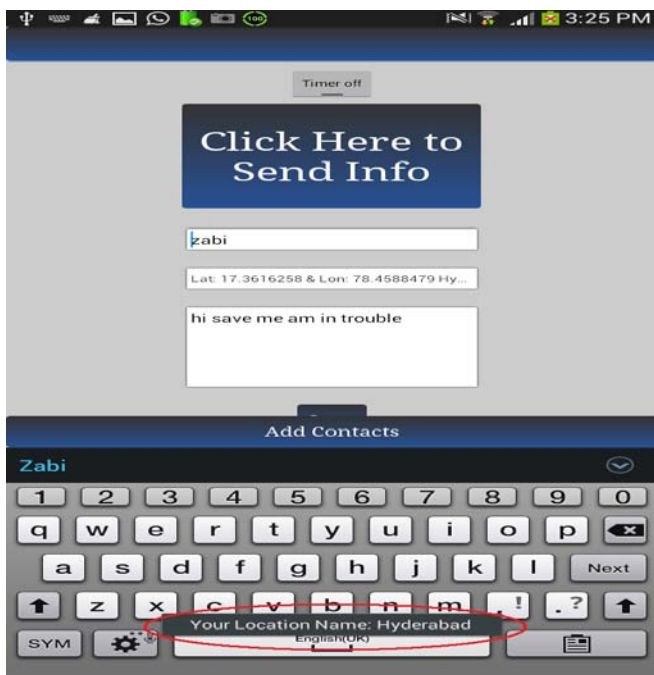 100 3:25 PM
Timer off
Click Here to
Send Info
zabi
Lat: 17.3616258 & Lon: 78.4588479 Hy...
hi save me am in trouble
Add Contacts
Zabi
1 2 3 4 5 6 7 8 9 0
q w e r t y u i o p
a s d f g h j k l Next
z x c v b n m , ! . ?
Your Location Name: Hyderabad
SYM English(UK)